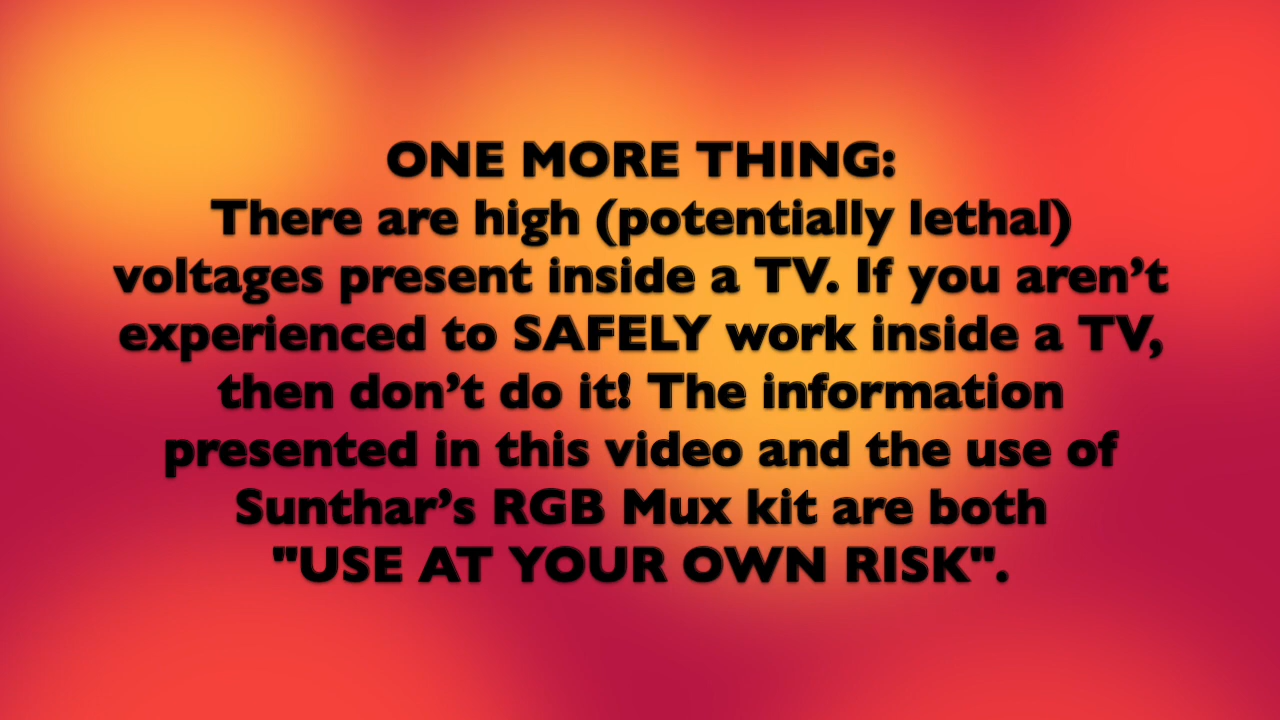 ONE MORE THING:
There are high (potentially lethal)
voltages present inside a TV. If you aren’t
experienced to SAFELY work inside a TV,
then don’t do it! The information
presented in this video and the use of
Sunthar’s RGB Mux kit are both
"USE AT YOUR OWN RISK".